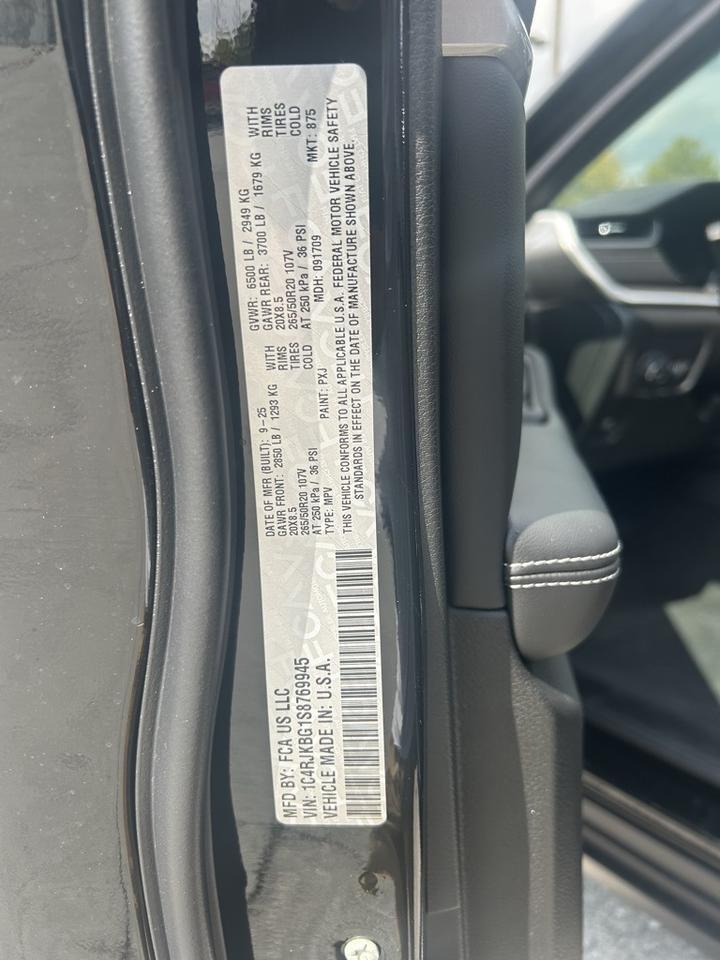 MFD BY: FCA US LLC
VIN: 1C4RJKBG1S8769945
VEHICLE MADE IN: U.S.A.
DATE OF MFR (BUILT): 9-25
GAWR FRONT: 2850 LB / 1293 KG WITH
20X8.5 RIMS
265/50R20 107V TIRES
AT 250 kPa / 36 PSI COLD
TYPE: MPV PAINT: PXJ
GVWR: 6500 LB / 2949 KG
GAWR REAR: 3700 LB / 1679 KG WITH
20X8.5 RIMS
265/50R20 107V TIRES
AT 250 kPa / 36 PSI COLD
MDH: 091709 MKT: 875
THIS VEHICLE CONFORMS TO ALL APPLICABLE U.S.A. FEDERAL MOTOR VEHICLE SAFETY
STANDARDS IN EFFECT ON THE DATE OF MANUFACTURE SHOWN ABOVE.